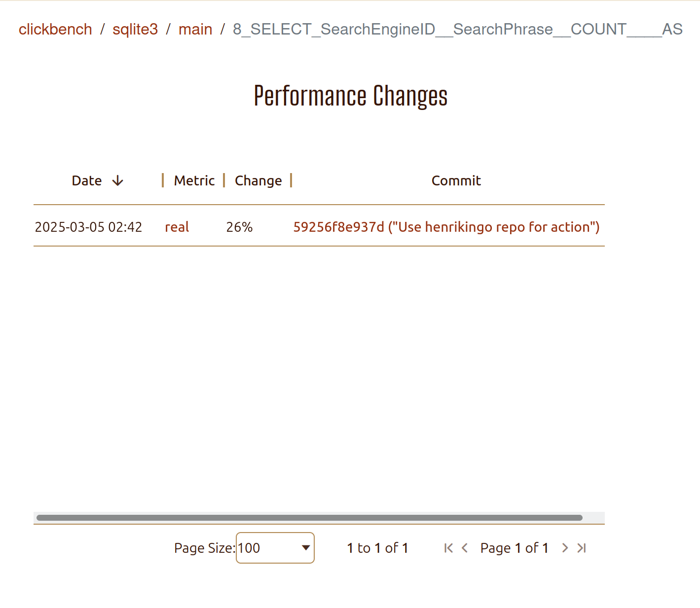 clickbench / sqlite3 / main / 8_SELECT_SearchEngineID__SearchPhrase__COUNT____AS
Performance Changes
Date ↓ | Metric | Change | Commit
2025-03-05 02:42 real 26% 59256f8e937d ("Use henrikingo repo for action")
Page Size: 100 1 to 1 of 1 Page 1 of 1